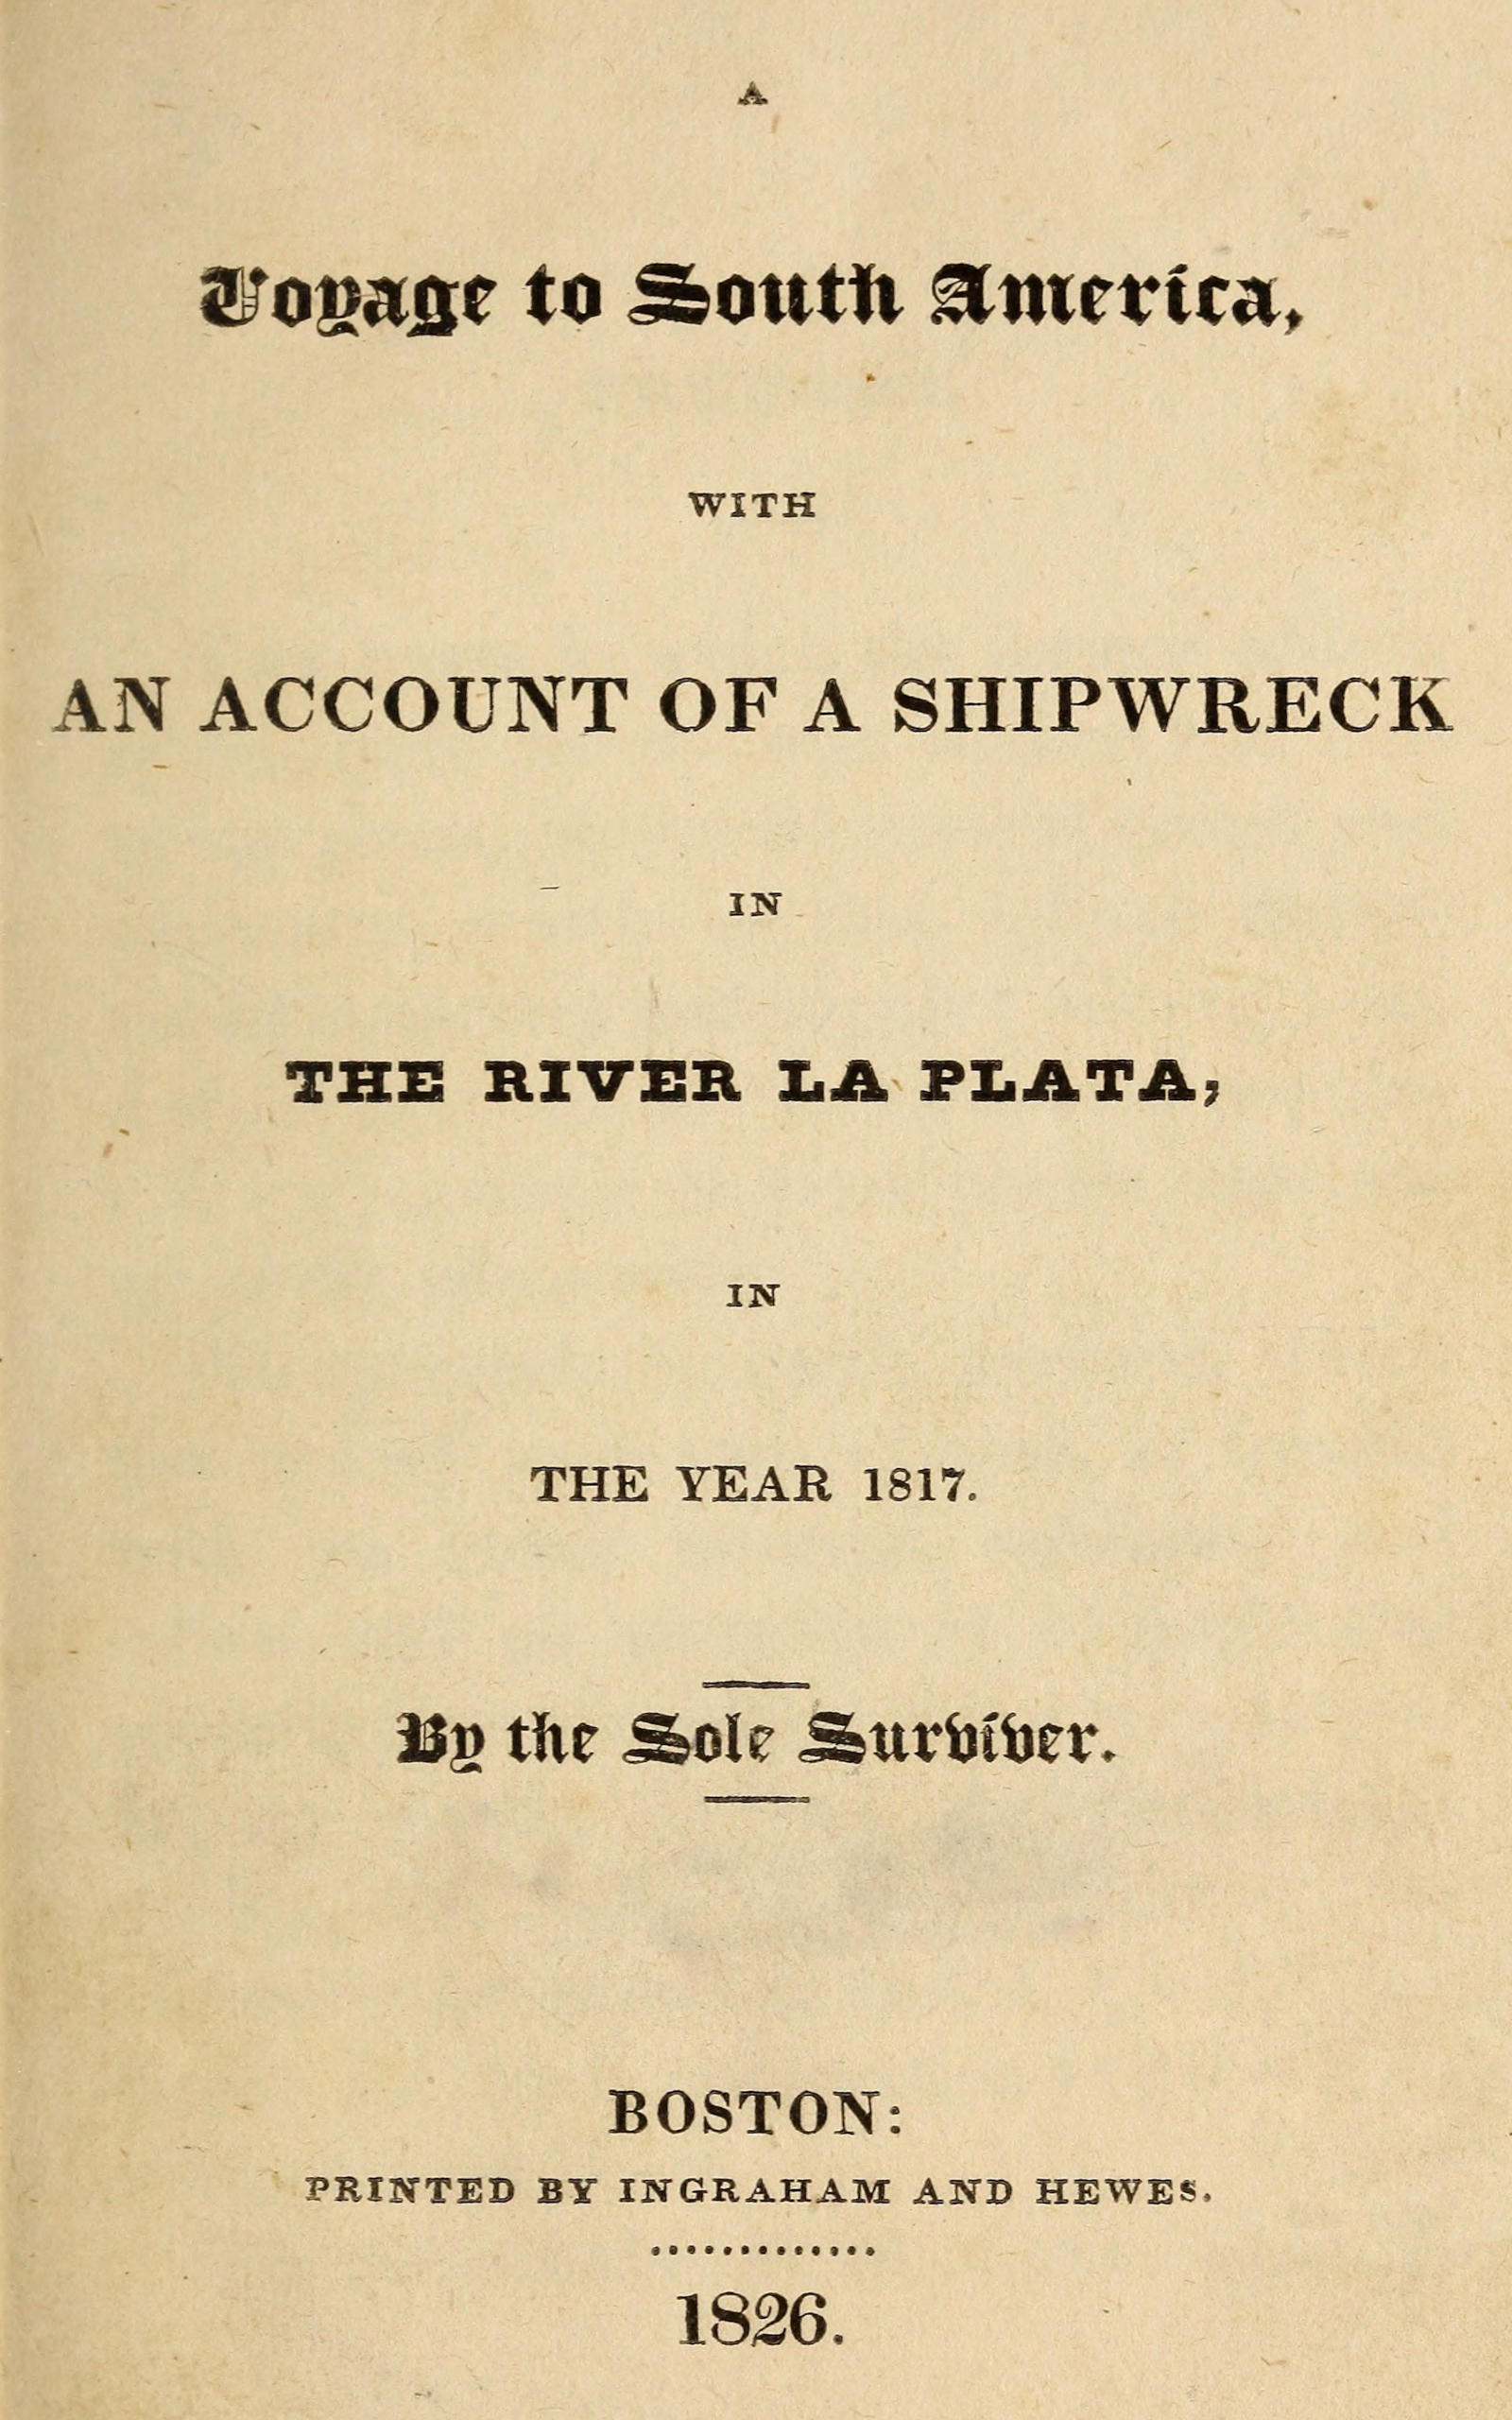 A
Voyage to South America,
WITH
AN ACCOUNT OF A SHIPWRECK
IN
THE RIVER LA PLATA,
IN
THE YEAR 1817.
By the Sole Surviver.
BOSTON:
PRINTED BY INGRAHAM AND HEWES.
.............
1826.